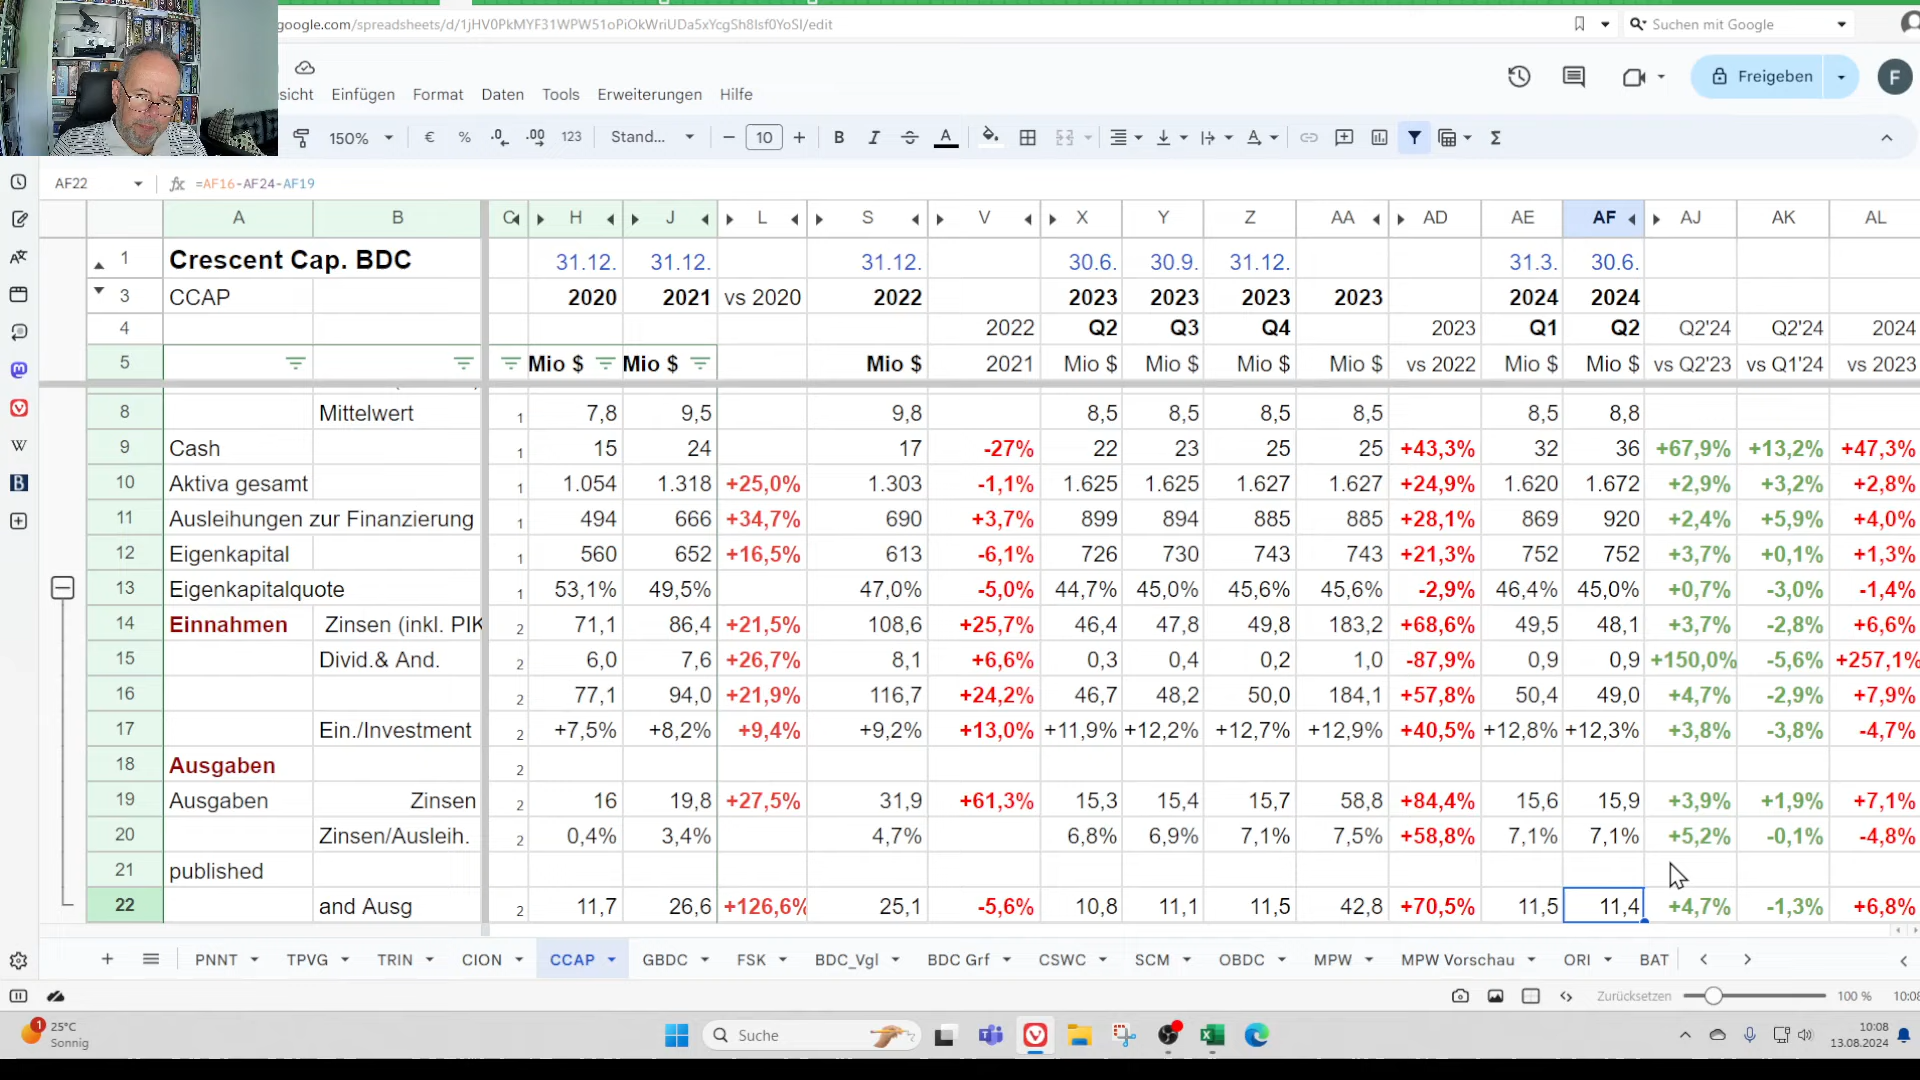 google.com/spreadsheets/d/1jHV0PkMYF31WPW51oPiOkWriUDa5xYcgSh8Isf0YoSI/edit
Suchen mit Google
sicht Einfügen Format Daten Tools Erweiterungen Hilfe
Freigeben
F
150% € % .0 .00 123 Stand... − 10 + B I A
AF22 fx =AF16-AF24-AF19
A B C H J L S V X Y Z AA AD AE AF AJ AK AL
1 Crescent Cap. BDC 31.12. 31.12. 31.12. 30.6. 30.9. 31.12. 31.3. 30.6.
3 CCAP 2020 2021 vs 2020 2022 2023 2023 2023 2023 2024 2024
4 2022 Q2 Q3 Q4 2023 Q1 Q2 Q2'24 Q2'24 2024
5 Mio $ Mio $ Mio $ 2021 Mio $ Mio $ Mio $ Mio $ vs 2022 Mio $ Mio $ vs Q2'23 vs Q1'24 vs 2023
8 Mittelwert 1 7,8 9,5 9,8 8,5 8,5 8,5 8,5 8,5 8,8
9 Cash 1 15 24 17 -27% 22 23 25 25 +43,3% 32 36 +67,9% +13,2% +47,3%
10 Aktiva gesamt 1 1.054 1.318 +25,0% 1.303 -1,1% 1.625 1.625 1.627 1.627 +24,9% 1.620 1.672 +2,9% +3,2% +2,8%
11 Ausleihungen zur Finanzierung 1 494 666 +34,7% 690 +3,7% 899 894 885 885 +28,1% 869 920 +2,4% +5,9% +4,0%
12 Eigenkapital 1 560 652 +16,5% 613 -6,1% 726 730 743 743 +21,3% 752 752 +3,7% +0,1% +1,3%
13 Eigenkapitalquote 1 53,1% 49,5% 47,0% -5,0% 44,7% 45,0% 45,6% 45,6% -2,9% 46,4% 45,0% +0,7% -3,0% -1,4%
14 Einnahmen Zinsen (inkl. PIK 2 71,1 86,4 +21,5% 108,6 +25,7% 46,4 47,8 49,8 183,2 +68,6% 49,5 48,1 +3,7% -2,8% +6,6%
15 Divid.& And. 2 6,0 7,6 +26,7% 8,1 +6,6% 0,3 0,4 0,2 1,0 -87,9% 0,9 0,9 +150,0% -5,6% +257,1%
16 2 77,1 94,0 +21,9% 116,7 +24,2% 46,7 48,2 50,0 184,1 +57,8% 50,4 49,0 +4,7% -2,9% +7,9%
17 Ein./Investment 2 +7,5% +8,2% +9,4% +9,2% +13,0% +11,9% +12,2% +12,7% +12,9% +40,5% +12,8% +12,3% +3,8% -3,8% -4,7%
18 Ausgaben 2
19 Ausgaben Zinsen 2 16 19,8 +27,5% 31,9 +61,3% 15,3 15,4 15,7 58,8 +84,4% 15,6 15,9 +3,9% +1,9% +7,1%
20 Zinsen/Ausleih. 2 0,4% 3,4% 4,7% 6,8% 6,9% 7,1% 7,5% +58,8% 7,1% 7,1% +5,2% -0,1% -4,8%
21 published
22 and Ausg 2 11,7 26,6 +126,6% 25,1 -5,6% 10,8 11,1 11,5 42,8 +70,5% 11,5 11,4 +4,7% -1,3% +6,8%
PNNT TPVG TRIN CION CCAP GBDC FSK BDC_Vgl BDC Grf CSWC SCM OBDC MPW MPW Vorschau ORI BAT
Zurücksetzen 100 % 10:08
1 25°C
Sonnig
Suche
10:08
13.08.2024